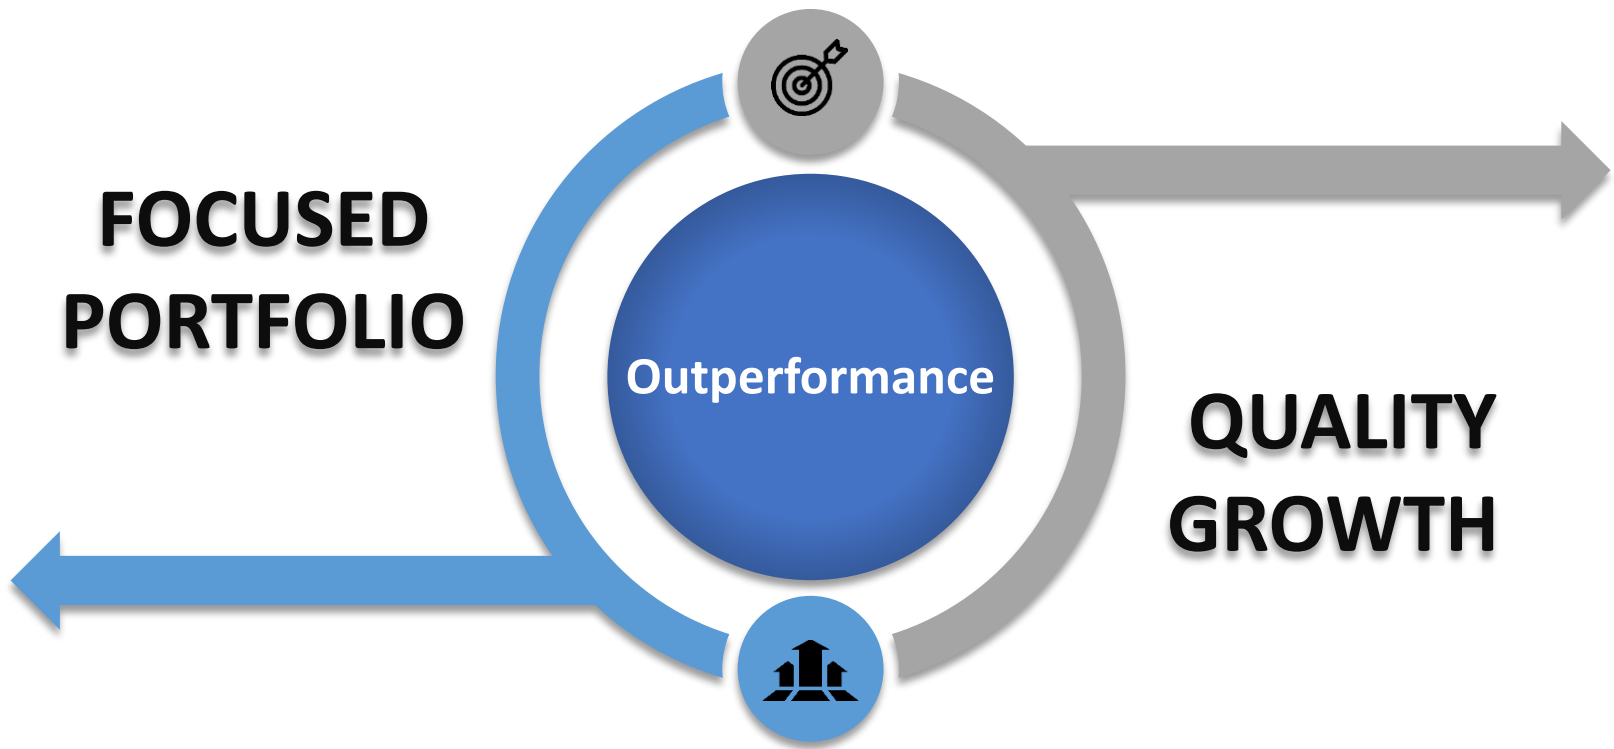 FOCUSED
PORTFOLIO
Outperformance
QUALITY
GROWTH